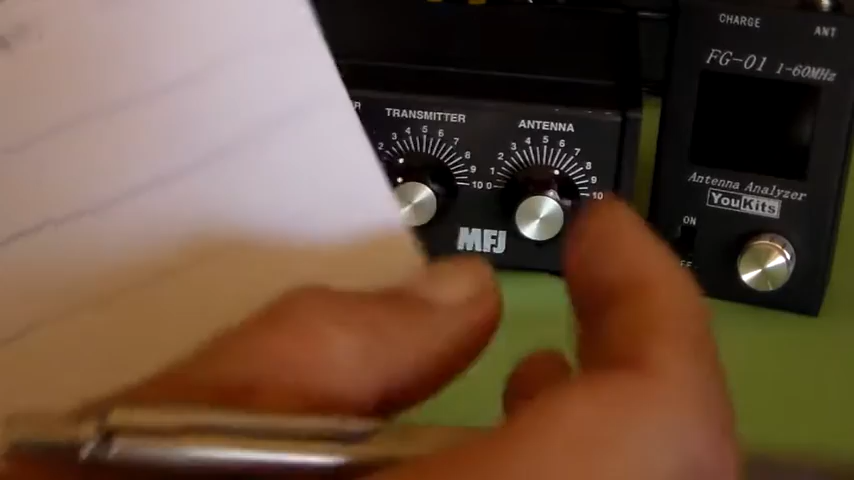 CHARGE ANT
FG-01 1-60MHz
TRANSMITTER ANTENNA
2 3 4 5 6 7 8 9 10
0 1 2 3 4 5 6 7 8 9 10
Antenna Analyzer
YouKits
ON
MFJ